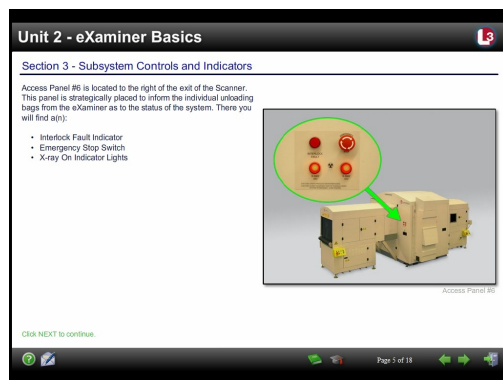 Unit 2 - eXaminer Basics
L3
Section 3 - Subsystem Controls and Indicators
Access Panel #6 is located to the right of the exit of the Scanner.
This panel is strategically placed to inform the individual unloading
bags from the eXaminer as to the status of the system. There you
will find a(n):
• Interlock Fault Indicator
• Emergency Stop Switch
• X-ray On Indicator Lights
Access Panel #6
Click NEXT to continue.
Page 5 of 18